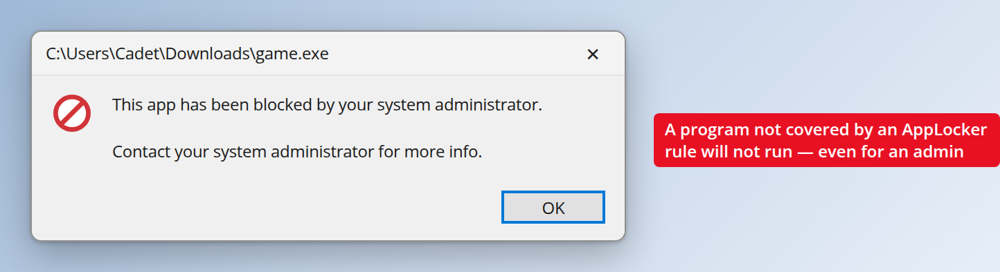 C:\Users\Cadet\Downloads\game.exe
This app has been blocked by your system administrator.
Contact your system administrator for more info.
OK
A program not covered by an AppLocker
rule will not run — even for an admin